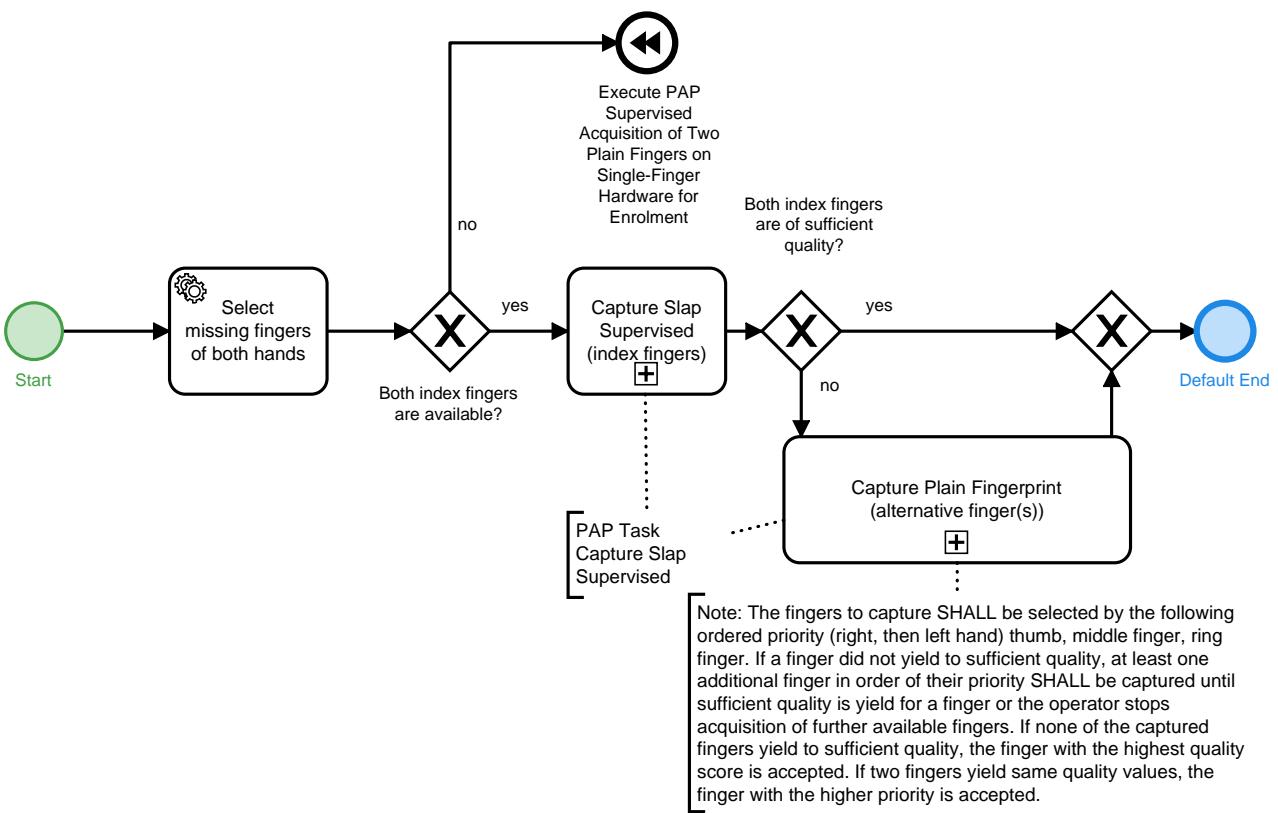 Execute PAP
Supervised
Acquisition of Two
Plain Fingers on
Single-Finger
Hardware for
Enrolment
no
Both index fingers
are of sufficient
quality?
Start
Select
missing fingers
of both hands
Both index fingers
are available?
yes
Capture Slap
Supervised
(index fingers)
yes
no
Default End
Capture Plain Fingerprint
(alternative finger(s))
PAP Task
Capture Slap
Supervised
Note: The fingers to capture SHALL be selected by the following
ordered priority (right, then left hand) thumb, middle finger, ring
finger. If a finger did not yield to sufficient quality, at least one
additional finger in order of their priority SHALL be captured until
sufficient quality is yield for a finger or the operator stops
acquisition of further available fingers. If none of the captured
fingers yield to sufficient quality, the finger with the highest quality
score is accepted. If two fingers yield same quality values, the
finger with the higher priority is accepted.